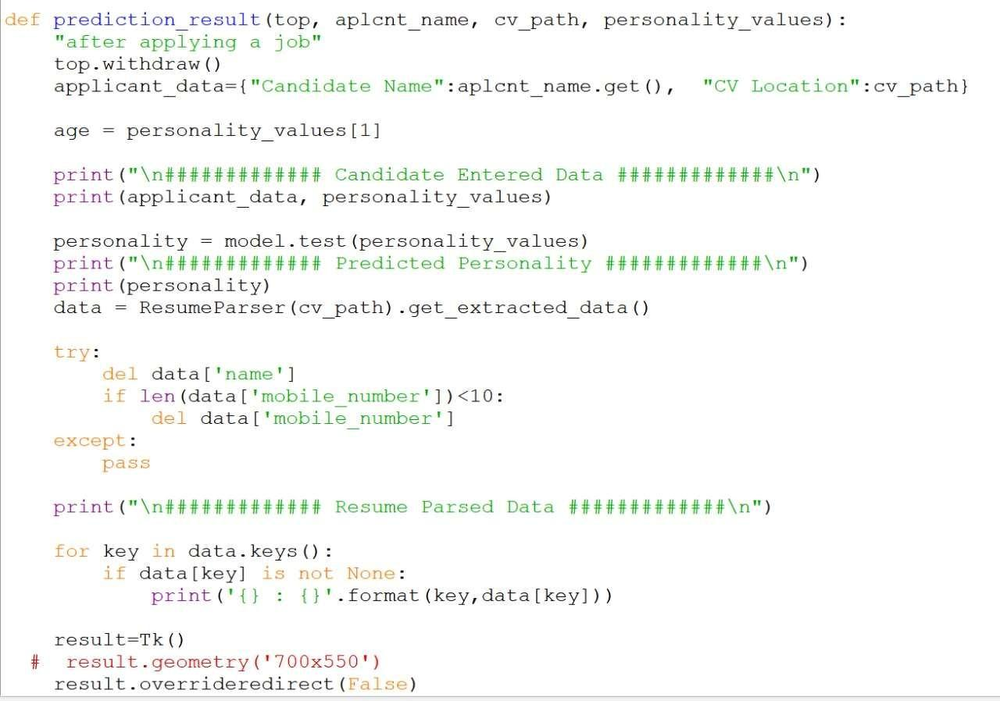 def prediction_result(top, aplcnt_name, cv_path, personality_values):
    "after applying a job"
    top.withdraw()
    applicant_data={"Candidate Name":aplcnt_name.get(),  "CV Location":cv_path}

    age = personality_values[1]

    print("\n############# Candidate Entered Data #############\n")
    print(applicant_data, personality_values)

    personality = model.test(personality_values)
    print("\n############# Predicted Personality #############\n")
    print(personality)
    data = ResumeParser(cv_path).get_extracted_data()

    try:
        del data['name']
        if len(data['mobile_number'])<10:
            del data['mobile_number']
    except:
        pass

    print("\n############# Resume Parsed Data #############\n")

    for key in data.keys():
        if data[key] is not None:
            print('{} : {}'.format(key,data[key]))

    result=Tk()
  #  result.geometry('700x550')
    result.overrideredirect(False)